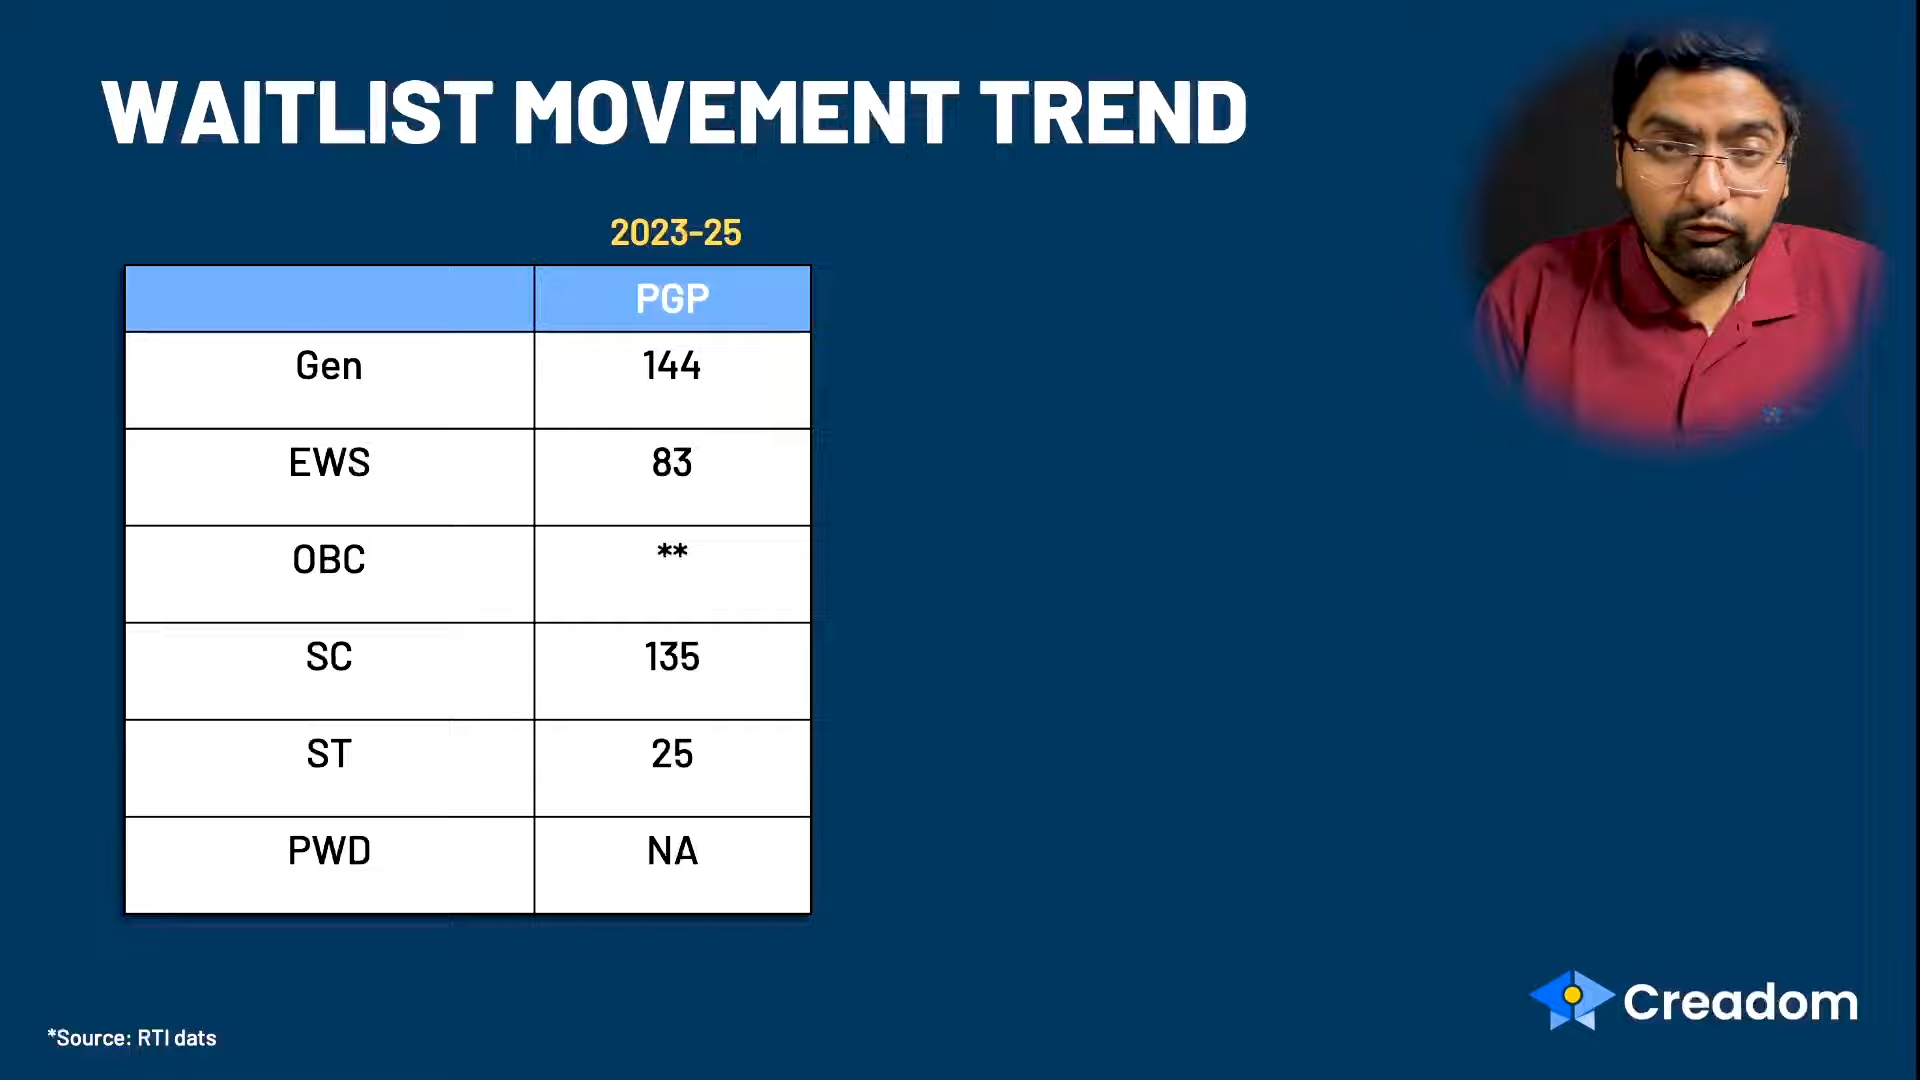 WAITLIST MOVEMENT TREND
2023-25
PGP
Gen 144
EWS 83
OBC **
SC 135
ST 25
PWD NA
Creadom
*Source: RTI dats